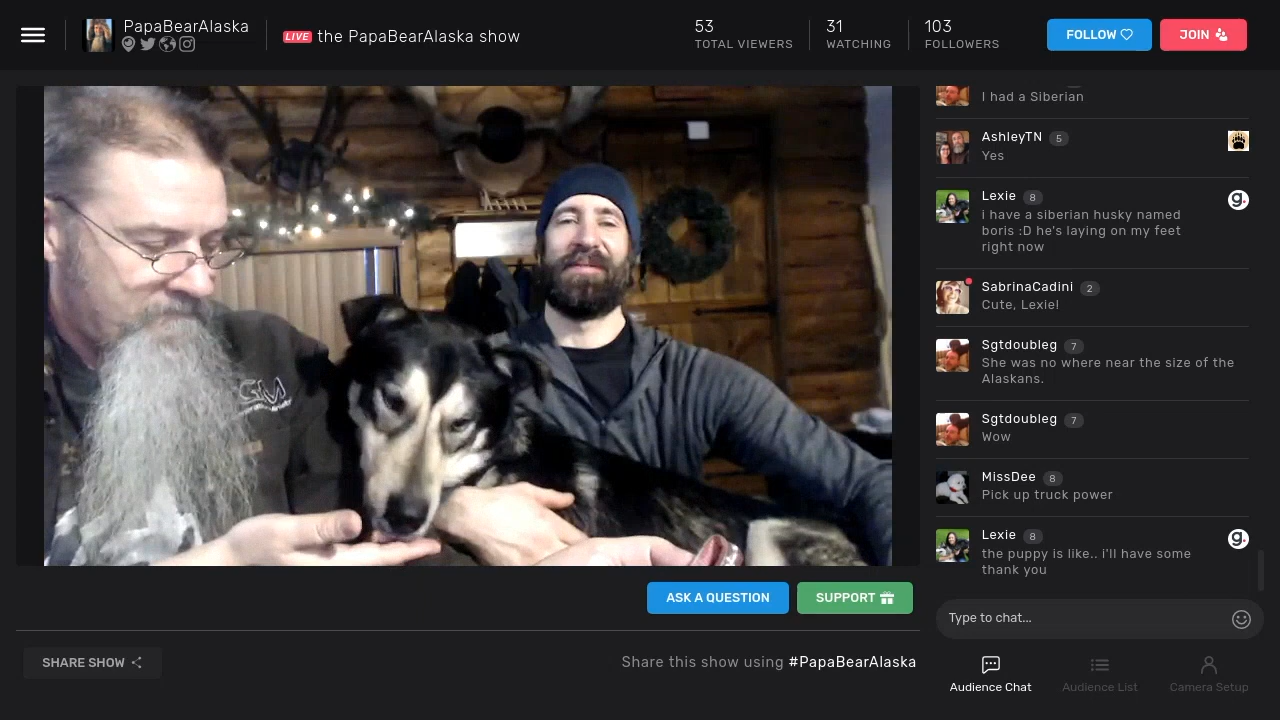 PapaBearAlaska
LIVE the PapaBearAlaska show
53
TOTAL VIEWERS
31
WATCHING
103
FOLLOWERS
FOLLOW
JOIN
I had a Siberian
AshleyTN 5
Yes
Lexie 8
g.
i have a siberian husky named
boris :D he's laying on my feet
right now
SabrinaCadini 2
Cute, Lexie!
Sgtdoubleg 7
She was no where near the size of the
Alaskans.
Sgtdoubleg 7
Wow
MissDee 8
Pick up truck power
Lexie 8
g.
the puppy is like.. i'll have some
thank you
GM
ASK A QUESTION
SUPPORT
Type to chat...
SHARE SHOW
Share this show using #PapaBearAlaska
Audience Chat
Audience List
Camera Setup